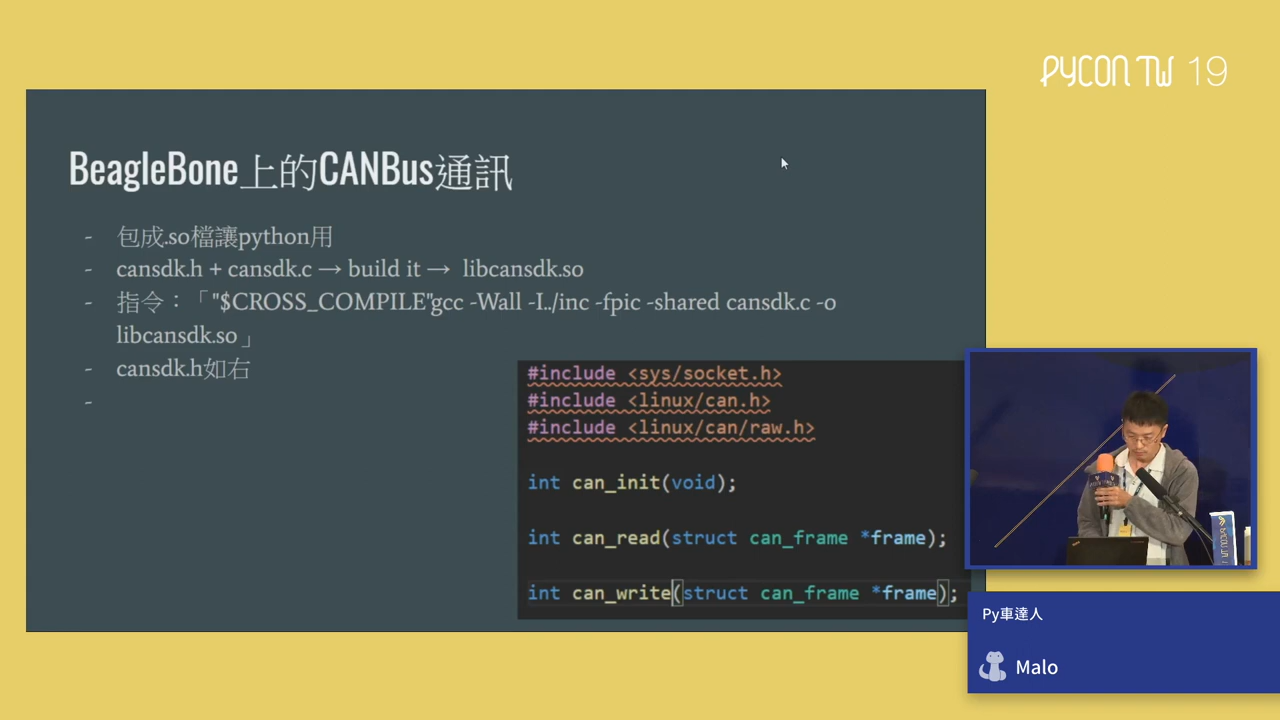 PYCON TW 19
BeagleBone上的CANBus通訊
- 包成.so檔讓python用
- cansdk.h + cansdk.c → build it → libcansdk.so
- 指令：「"$CROSS_COMPILE"gcc -Wall -I../inc -fpic -shared cansdk.c -o
libcansdk.so」
- cansdk.h如右
-
#include <sys/socket.h>
#include <linux/can.h>
#include <linux/can/raw.h>
int can_init(void);
int can_read(struct can_frame *frame);
int can_write(struct can_frame *frame);
Py車達人
Malo